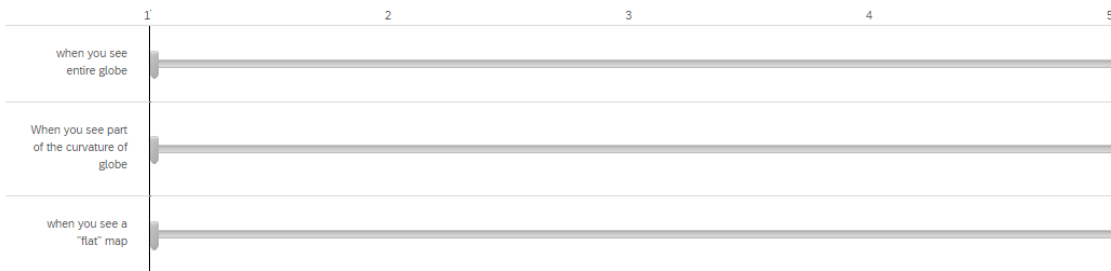 1 2 3 4 5
when you see
entire globe
When you see part
of the curvature of
globe
when you see a
"flat" map